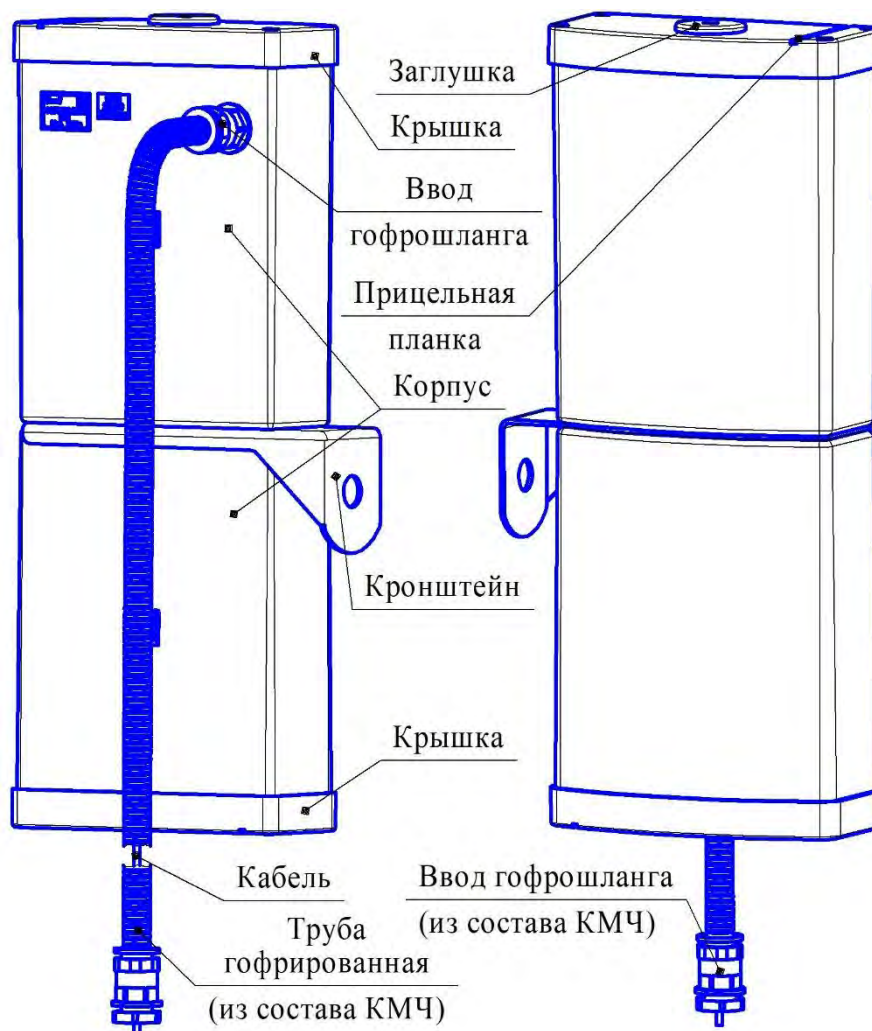 Заглушка
Крышка
Ввод
гофрошланга
Прицельная
планка
Корпус
Кронштейн
Крышка
Кабель
Ввод гофрошланга
(из состава КМЧ)
Труба
гофрированная
(из состава КМЧ)